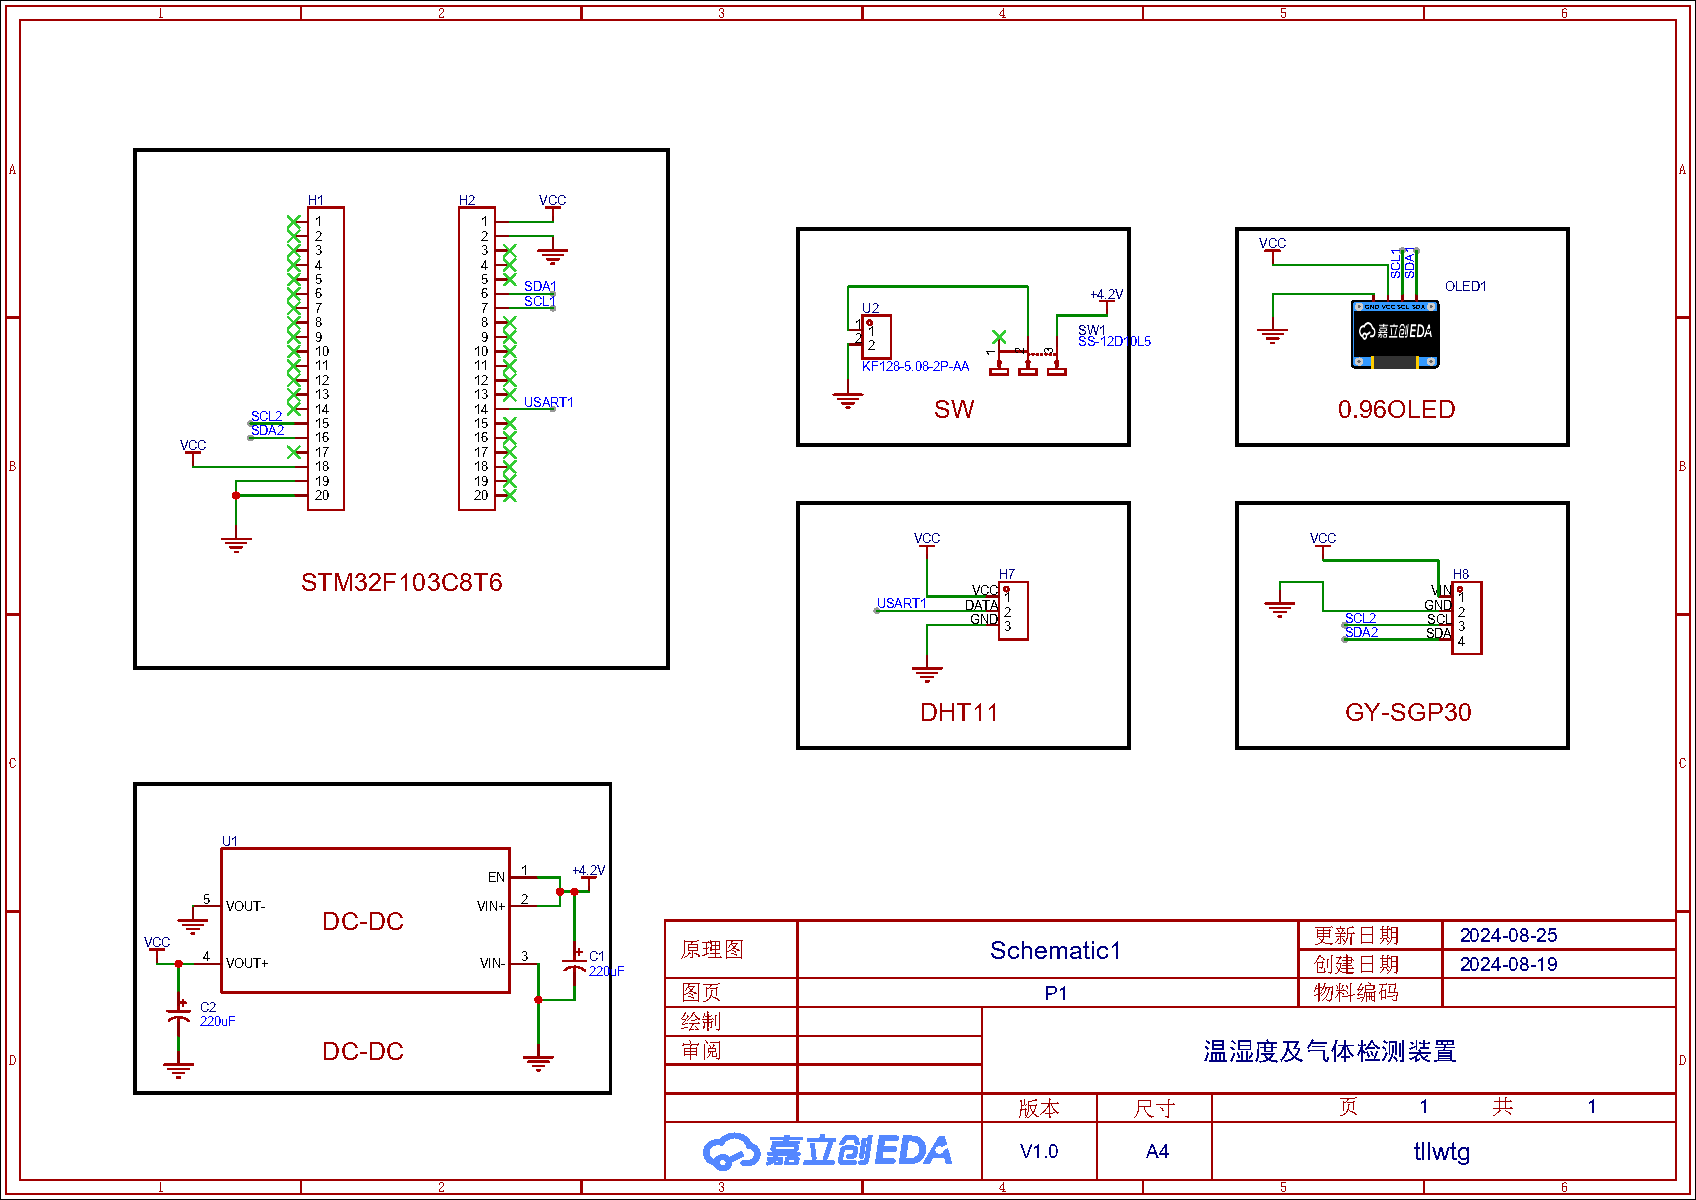 1 2 3 4 5 6
A
B
C
D
A
B
C
D
H1
1
2
3
4
5
6
7
8
9
10
11
12
13
14
15
16
17
18
19
20
SCL2
SDA2
VCC
H2
1
2
3
4
5
6
7
8
9
10
11
12
13
14
15
16
17
18
19
20
VCC
SDA1
SCL1
USART1
STM32F103C8T6
U2
1
2
1
2
KF128-5.08-2P-AA
+4.2V
SW1
SS-12D10L5
1
2
3
SW
VCC
SCL1
SDA1
OLED1
GND VCC SCL SDA
嘉立创EDA
0.96OLED
VCC
H7
VCC
DATA
GND
1
2
3
USART1
DHT11
VCC
H8
VIN
GND
SCL
SDA
1
2
3
4
SCL2
SDA2
GY-SGP30
U1
EN 1
VIN+ 2
VIN- 3
5 VOUT-
4 VOUT+
DC-DC
+4.2V
VCC
C1
220uF
C2
220uF
DC-DC
原理图 Schematic1 更新日期 2024-08-25
创建日期 2024-08-19
图页 P1 物料编码
绘制
审阅
温湿度及气体检测装置
版本 尺寸 页 1 共 1
嘉立创EDA V1.0 A4 tllwtg
1 2 3 4 5 6